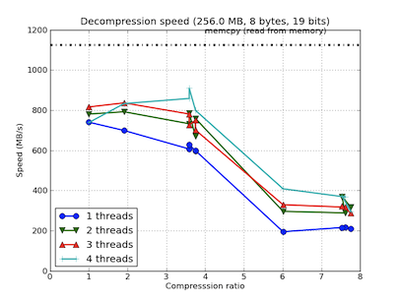 Decompression speed (256.0 MB, 8 bytes, 19 bits)
memcpy (read from memory)
1200
1000
800
600
400
200
0
Speed (MB/s)
1 threads
2 threads
3 threads
4 threads
0 1 2 3 4 5 6 7 8
Compresssion ratio